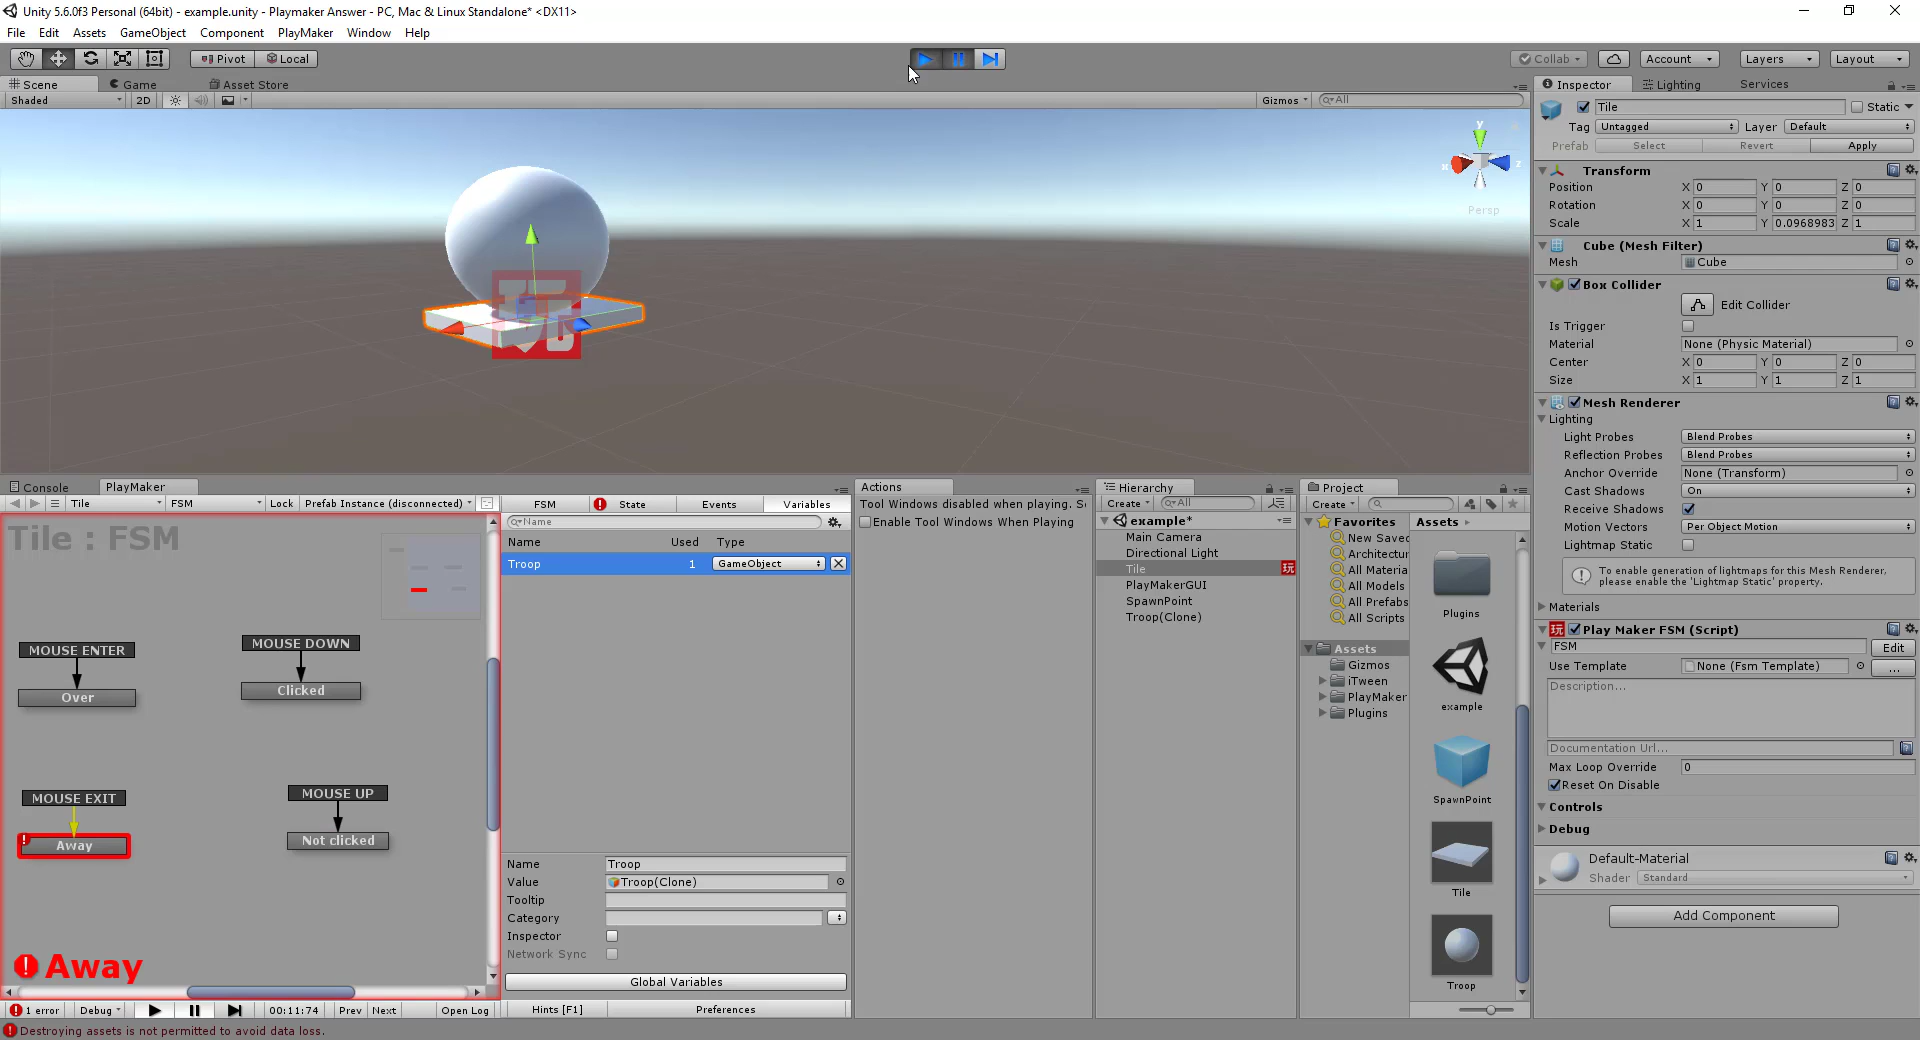 Unity 5.6.0f3 Personal (64bit) - example.unity - Playmaker Answer - PC, Mac & Linux Standalone* <DX11>
File Edit Assets GameObject Component PlayMaker Window Help
Pivot Local Collab Account Layers Layout
Scene Game Asset Store
Shaded 2D Gizmos All
y
x z
Persp
Inspector Lighting Services
Tile Static
Tag Untagged Layer Default
Prefab Select Revert Apply
Transform
Position X 0 Y 0 Z 0
Rotation X 0 Y 0 Z 0
Scale X 1 Y 0.0968983 Z 1
Cube (Mesh Filter)
Mesh Cube
Box Collider
Edit Collider
Is Trigger
Material None (Physic Material)
Center X 0 Y 0 Z 0
Size X 1 Y 1 Z 1
Mesh Renderer
Lighting
Light Probes Blend Probes
Reflection Probes Blend Probes
Anchor Override None (Transform)
Cast Shadows On
Receive Shadows
Motion Vectors Per Object Motion
Lightmap Static
To enable generation of lightmaps for this Mesh Renderer,
please enable the 'Lightmap Static' property.
Materials
玩 Play Maker FSM (Script)
FSM Edit
Use Template None (Fsm Template) ...
Description...
Documentation Url...
Max Loop Override 0
Reset On Disable
Controls
Debug
Default-Material
Shader Standard
Add Component
Console PlayMaker
Tile FSM Lock Prefab Instance (disconnected)
Tile : FSM
MOUSE ENTER
Over
MOUSE DOWN
Clicked
MOUSE EXIT
! Away
MOUSE UP
Not clicked
! Away
! 1 error Debug 00:11:74 Prev Next Open Log
! Destroying assets is not permitted to avoid data loss.
FSM ! State Events Variables
Name
Name Used Type
Troop 1 GameObject
Name Troop
Value Troop(Clone)
Tooltip
Category
Inspector
Network Sync
Global Variables
Hints [F1] Preferences
Actions
Tool Windows disabled when playing. Se
Enable Tool Windows When Playing
Hierarchy
Create All
example*
Main Camera
Directional Light
Tile 玩
PlayMakerGUI
SpawnPoint
Troop(Clone)
Project
Create
Favorites
New Saved
Architectur
All Materia
All Models
All Prefabs
All Scripts
Assets
Gizmos
iTween
PlayMaker
Plugins
Assets
Plugins
example
SpawnPoint
Tile
Troop